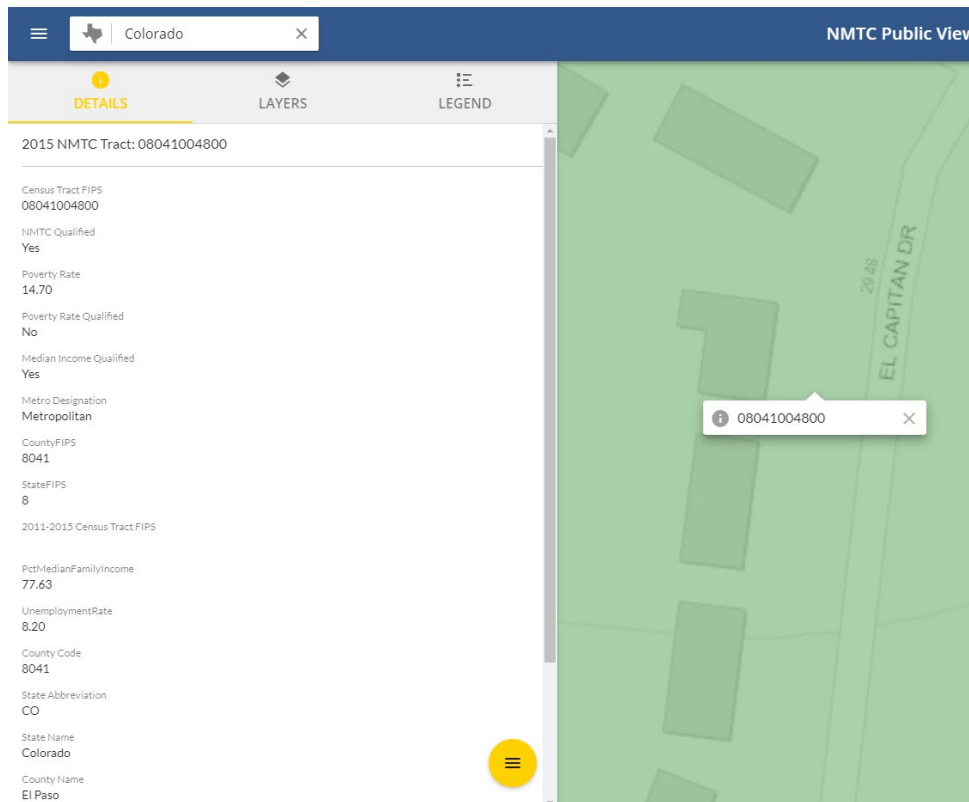 Colorado
NMTC Public View
DETAILS
LAYERS
LEGEND
2015 NMTC Tract: 08041004800
Census Tract FIPS
08041004800
NMTC Qualified
Yes
Poverty Rate
14.70
Poverty Rate Qualified
No
Median Income Qualified
Yes
Metro Designation
Metropolitan
CountyFIPS
8041
StateFIPS
8
2011-2015 Census Tract FIPS
PctMedianFamilyIncome
77.63
UnemploymentRate
8.20
County Code
8041
State Abbreviation
CO
State Name
Colorado
County Name
El Paso
2948
EL CAPITAN DR
08041004800